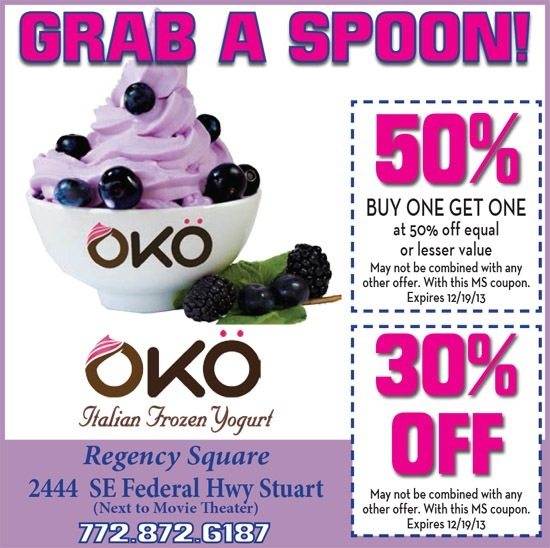 GRAB A SPOON!
OKÖ
OKÖ
Italian Frozen Yogurt
Regency Square
2444 SE Federal Hwy Stuart
(Next to Movie Theater)
772.872.6187
50%
BUY ONE GET ONE
at 50% off equal
or lesser value
May not be combined with any
other offer. With this MS coupon.
Expires 12/19/13
30%
OFF
May not be combined with any
other offer. With this MS coupon.
Expires 12/19/13